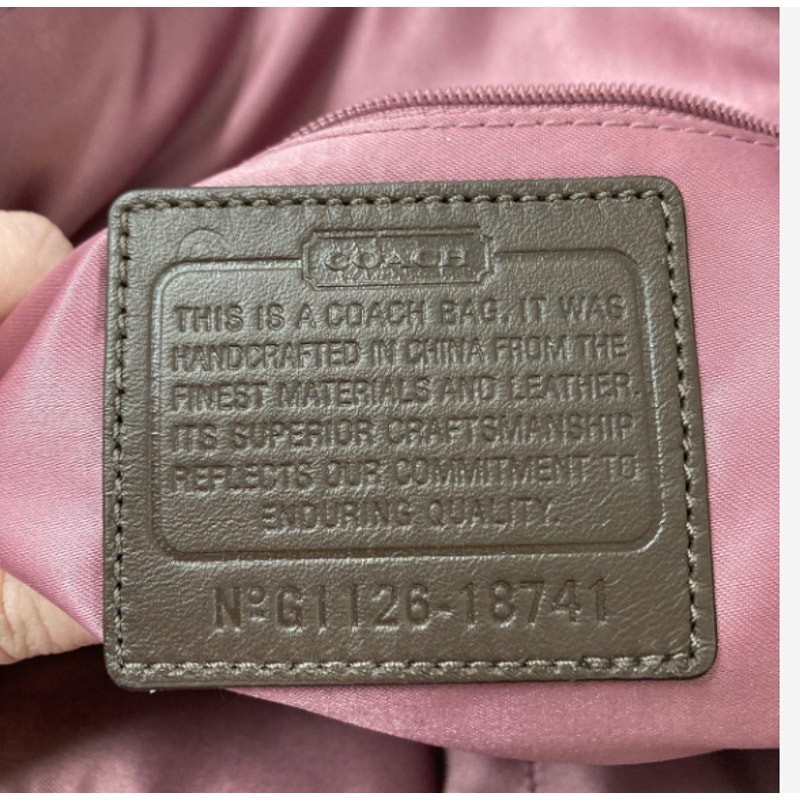 COACH
THIS IS A COACH BAG. IT WAS
HANDCRAFTED IN CHINA FROM THE
FINEST MATERIALS AND LEATHER.
ITS SUPERIOR CRAFTSMANSHIP
REFLECTS OUR COMMITMENT TO
ENDURING QUALITY.
Nº G1126-18741